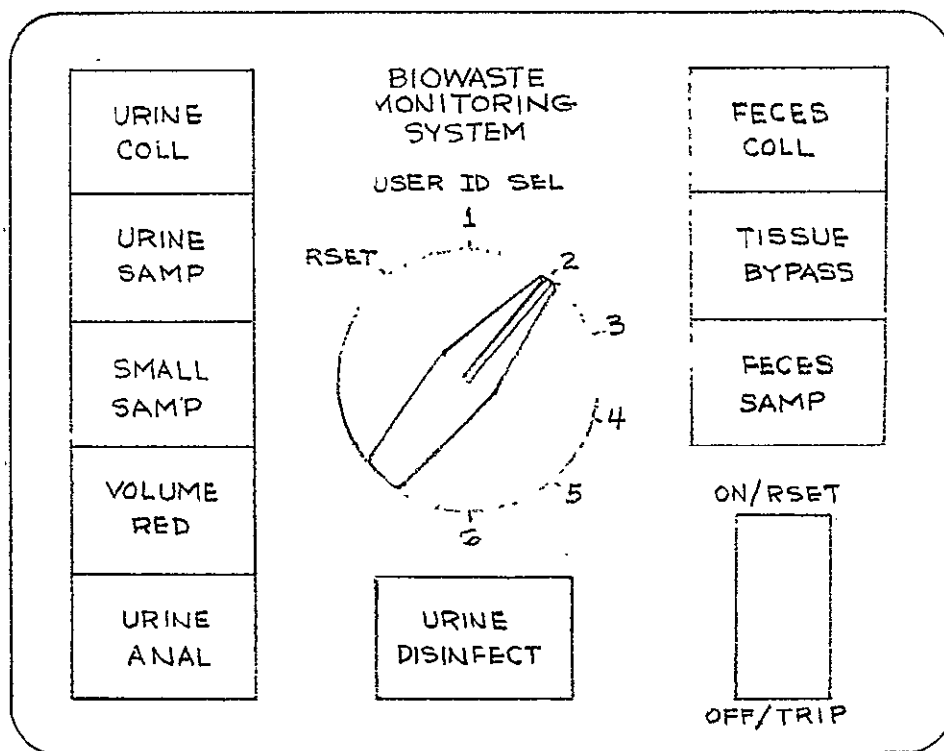 URINE
COLL
URINE
SAMP
SMALL
SAMP
VOLUME
RED
URINE
ANAL
BIOWASTE
MONITORING
SYSTEM
USER ID SEL
RSET
1
2
3
4
5
6
URINE
DISINFECT
FECES
COLL
TISSUE
BYPASS
FECES
SAMP
ON/RSET
OFF/TRIP